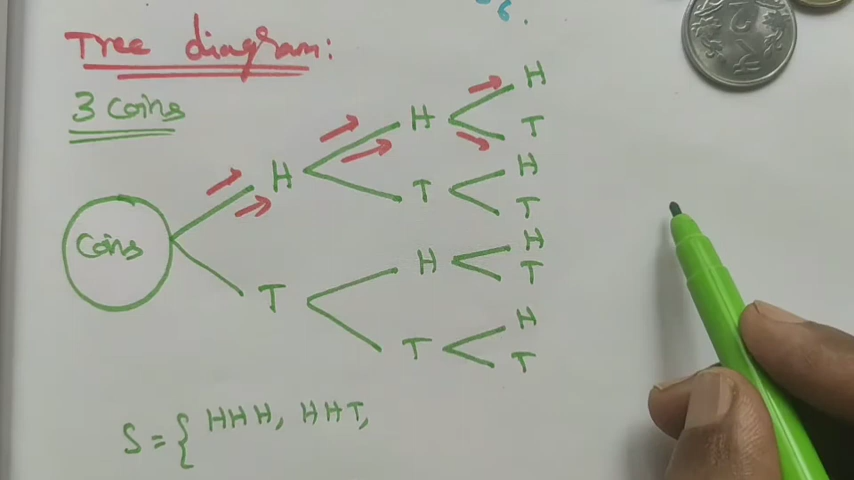 Tree diagram:
3 coins
Coins
H
T
H
T
H
T
H
T
H
T
H
T
H
T
S = { HHH, HHT,